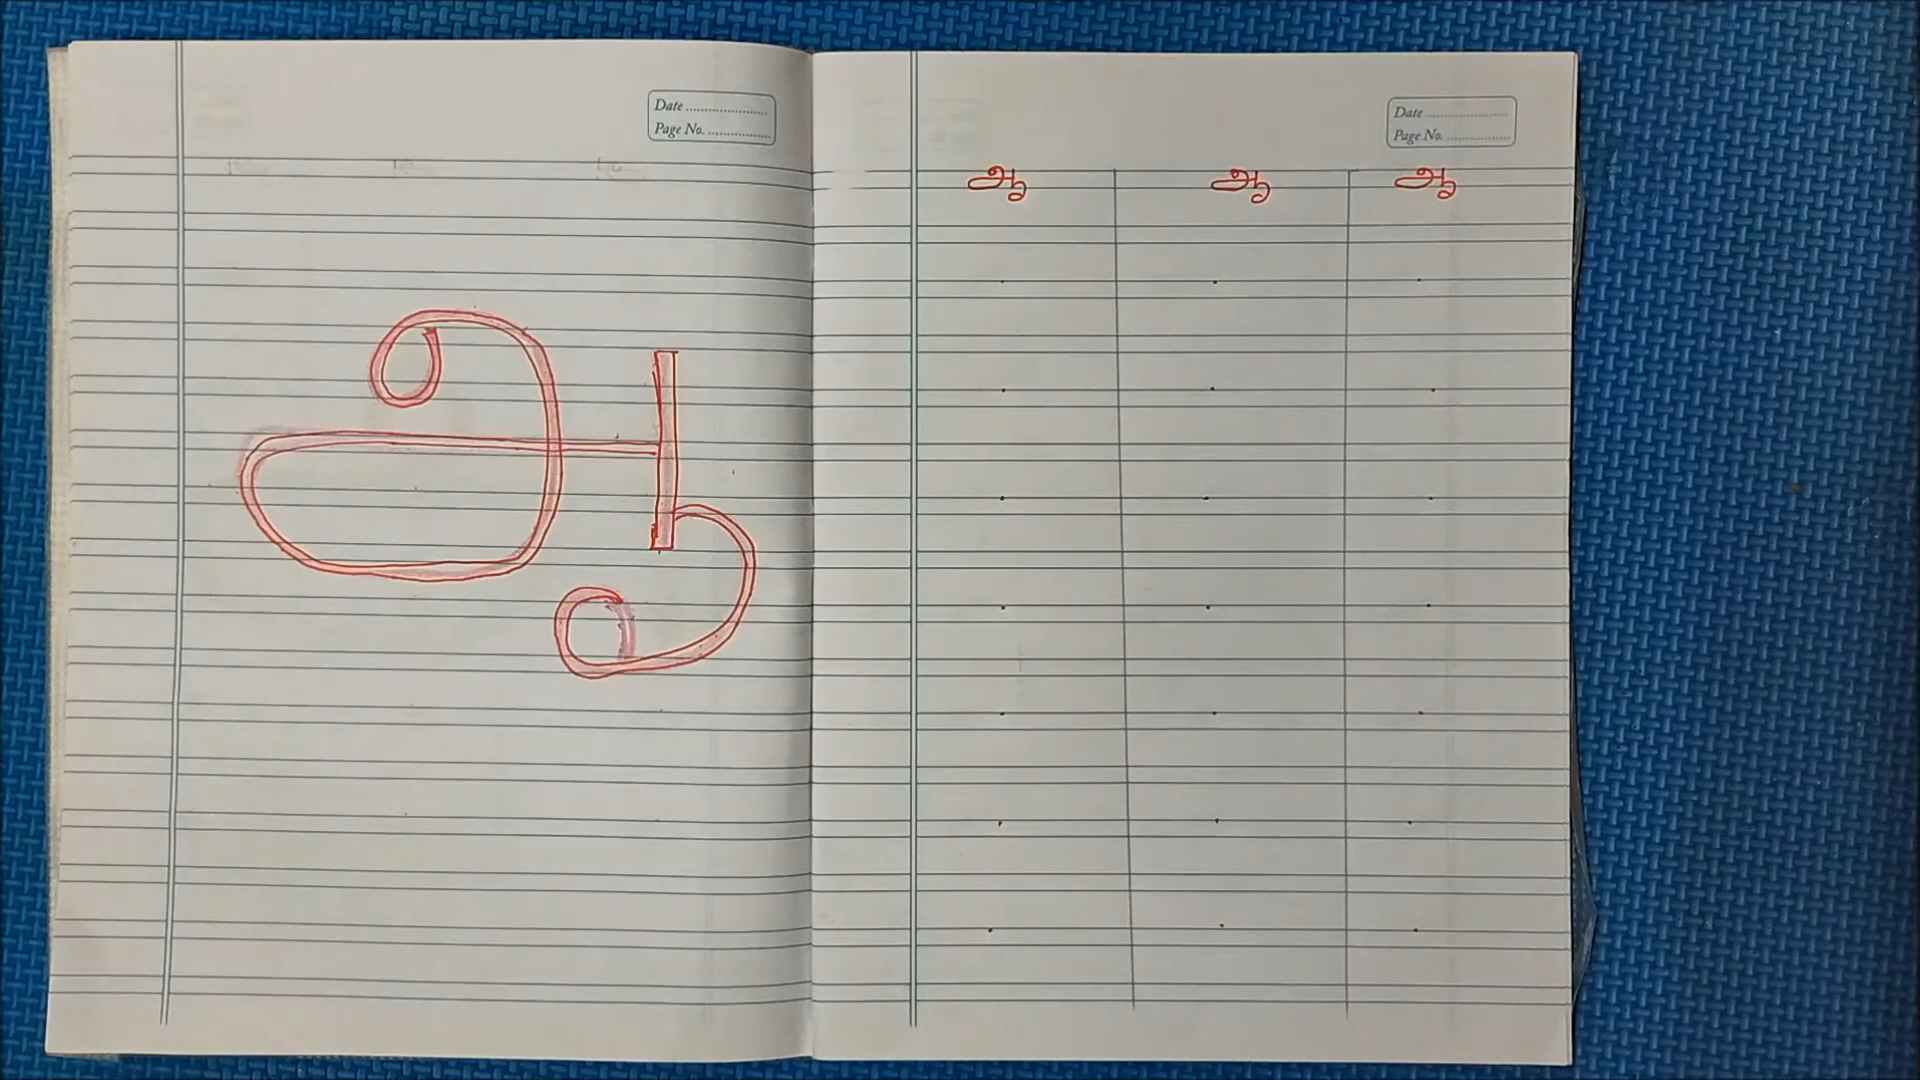 Date
Page No.
ஆ
Date
Page No.
ஆ ஆ ஆ